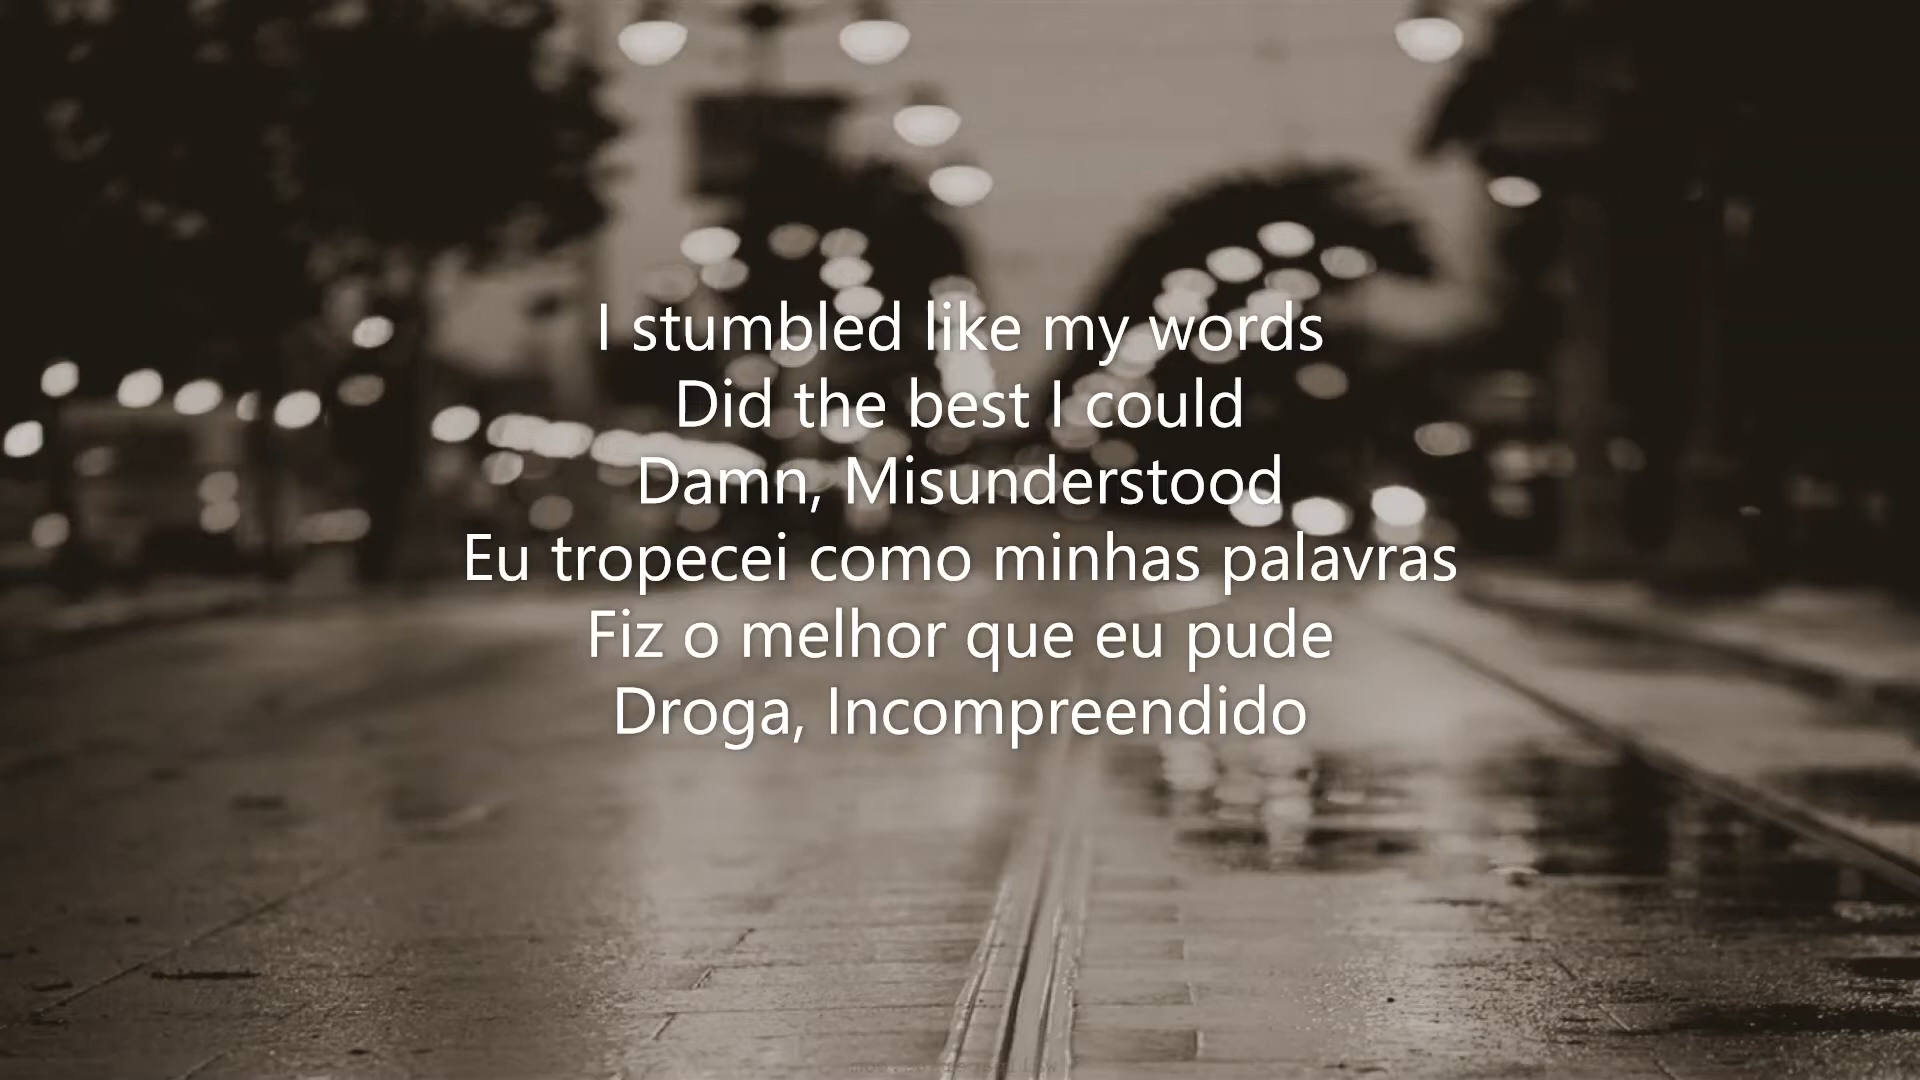 I stumbled like my words
Did the best I could
Damn, Misunderstood
Eu tropecei como minhas palavras
Fiz o melhor que eu pude
Droga, Incompreendido